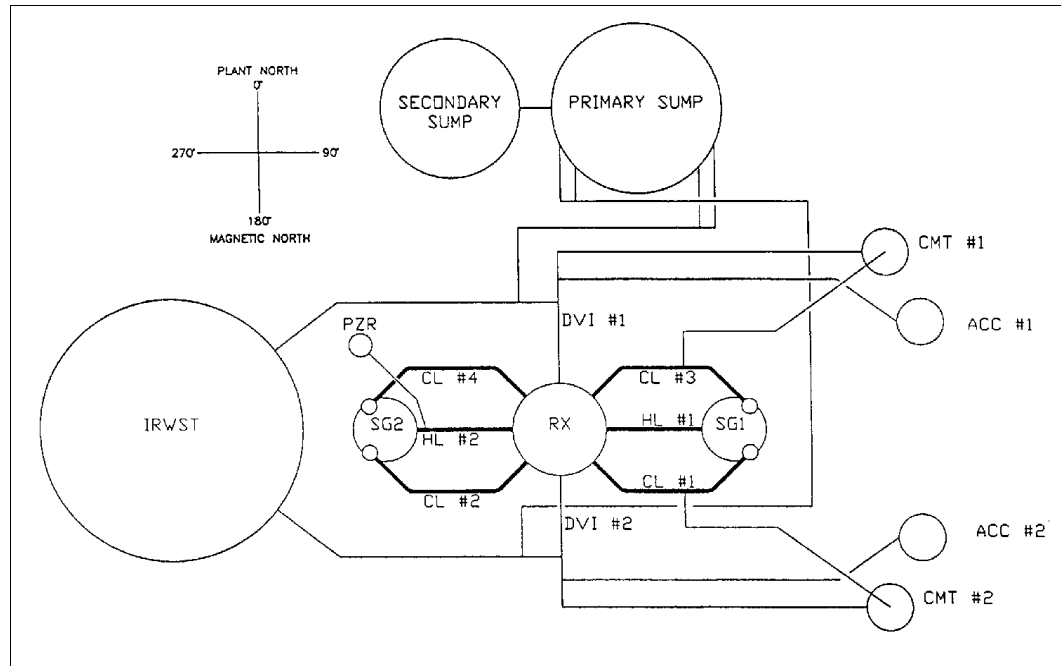 PLANT NORTH
0°
270°
90°
180°
MAGNETIC NORTH
SECONDARY
SUMP
PRIMARY SUMP
CMT #1
ACC #1
DVI #1
PZR
CL #4
CL #3
IRWST
SG2
HL #2
RX
HL #1
SG1
CL #2
CL #1
DVI #2
ACC #2
CMT #2